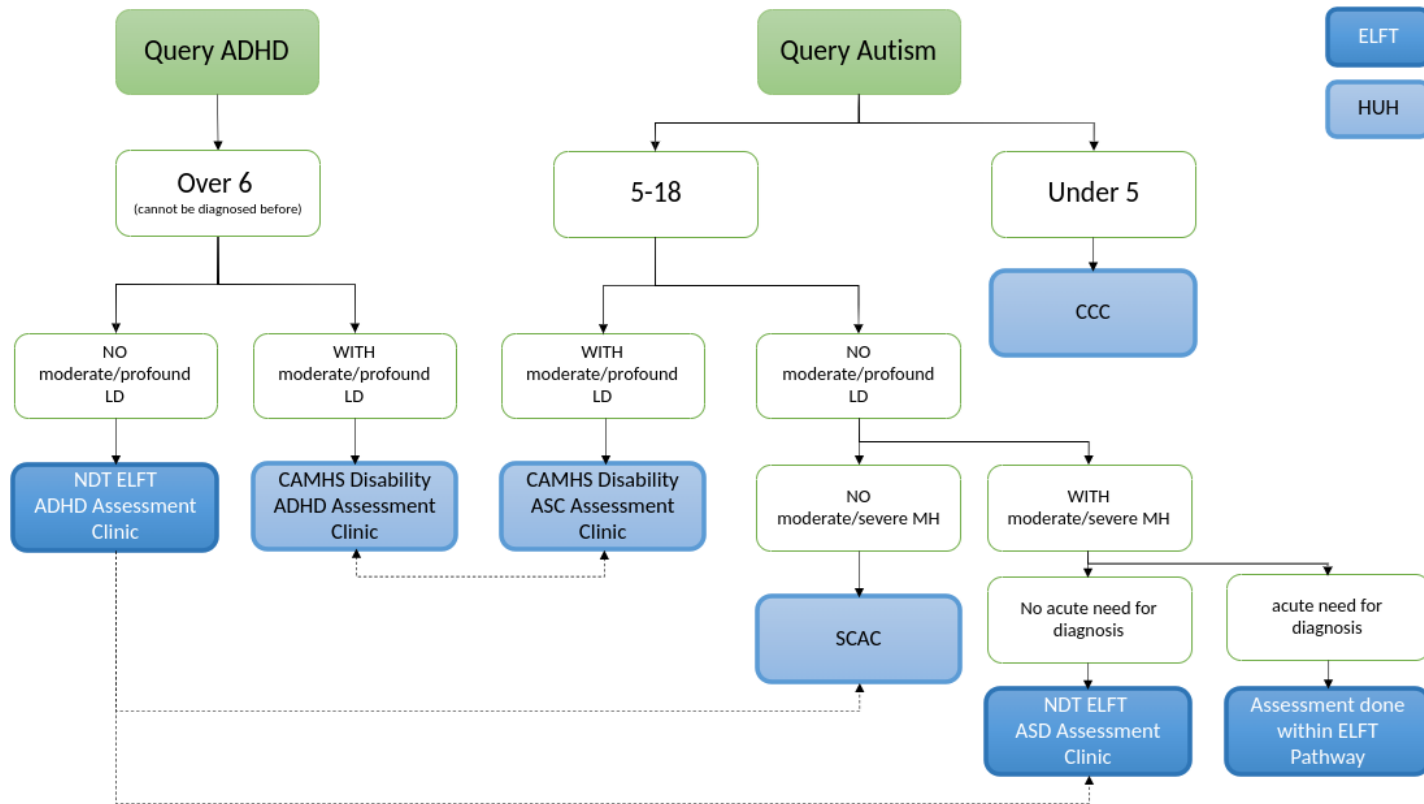 Query ADHD
Query Autism
ELFT
HUH
Over 6
(cannot be diagnosed before)
5-18
Under 5
CCC
NO
moderate/profound
LD
WITH
moderate/profound
LD
WITH
moderate/profound
LD
NO
moderate/profound
LD
NDT ELFT
ADHD Assessment
Clinic
CAMHS Disability
ADHD Assessment
Clinic
CAMHS Disability
ASC Assessment
Clinic
NO
moderate/severe MH
WITH
moderate/severe MH
SCAC
No acute need for
diagnosis
acute need for
diagnosis
NDT ELFT
ASD Assessment
Clinic
Assessment done
within ELFT
Pathway